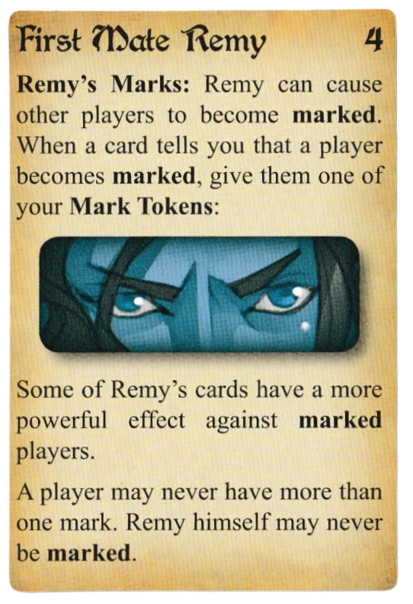 First Mate Remy 4
Remy's Marks: Remy can cause
other players to become marked.
When a card tells you that a player
becomes marked, give them one of
your Mark Tokens:
Some of Remy's cards have a more
powerful effect against marked
players.
A player may never have more than
one mark. Remy himself may never
be marked.